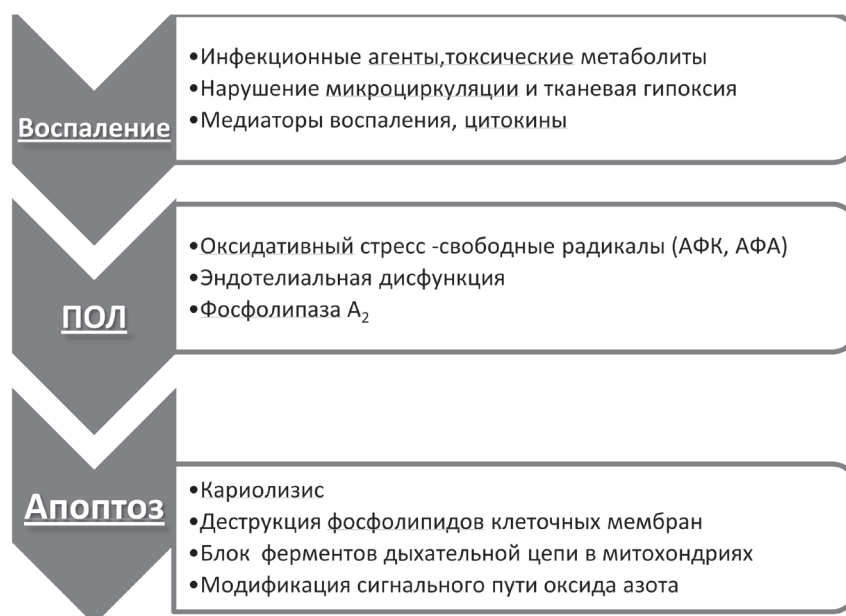 Воспаление
•Инфекционные агенты,токсические метаболиты
•Нарушение микроциркуляции и тканевая гипоксия
•Медиаторы воспаления, цитокины
ПОЛ
•Оксидативный стресс -свободные радикалы (АФК, АФА)
•Эндотелиальная дисфункция
•Фосфолипаза А₂
Апоптоз
•Кариолизис
•Деструкция фосфолипидов клеточных мембран
•Блок  ферментов дыхательной цепи в митохондриях
•Модификация сигнального пути оксида азота